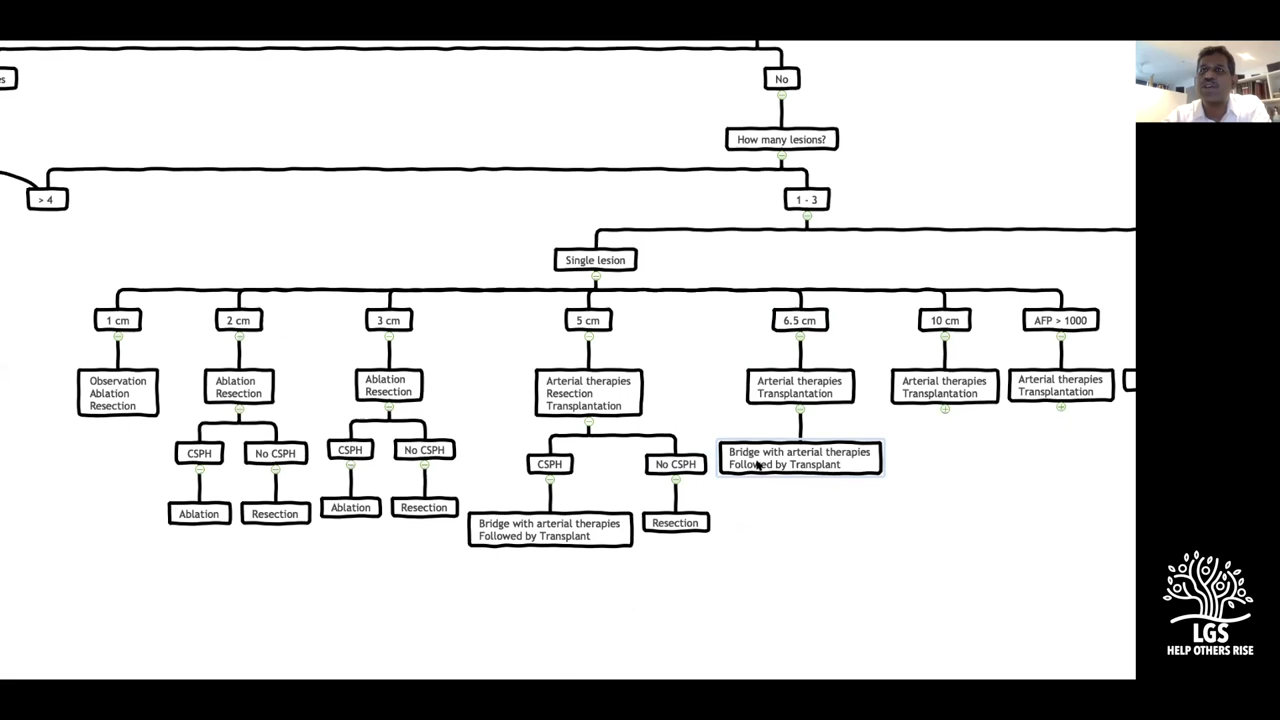 No
How many lesions?
> 4
1 - 3
Single lesion
1 cm
2 cm
3 cm
5 cm
6.5 cm
10 cm
AFP > 1000
Observation
Ablation
Resection
Ablation
Resection
Ablation
Resection
Arterial therapies
Resection
Transplantation
Arterial therapies
Transplantation
Arterial therapies
Transplantation
Arterial therapies
Transplantation
CSPH
No CSPH
CSPH
No CSPH
CSPH
No CSPH
Bridge with arterial therapies
Followed by Transplant
Ablation
Resection
Ablation
Resection
Bridge with arterial therapies
Followed by Transplant
Resection
LGS
HELP OTHERS RISE